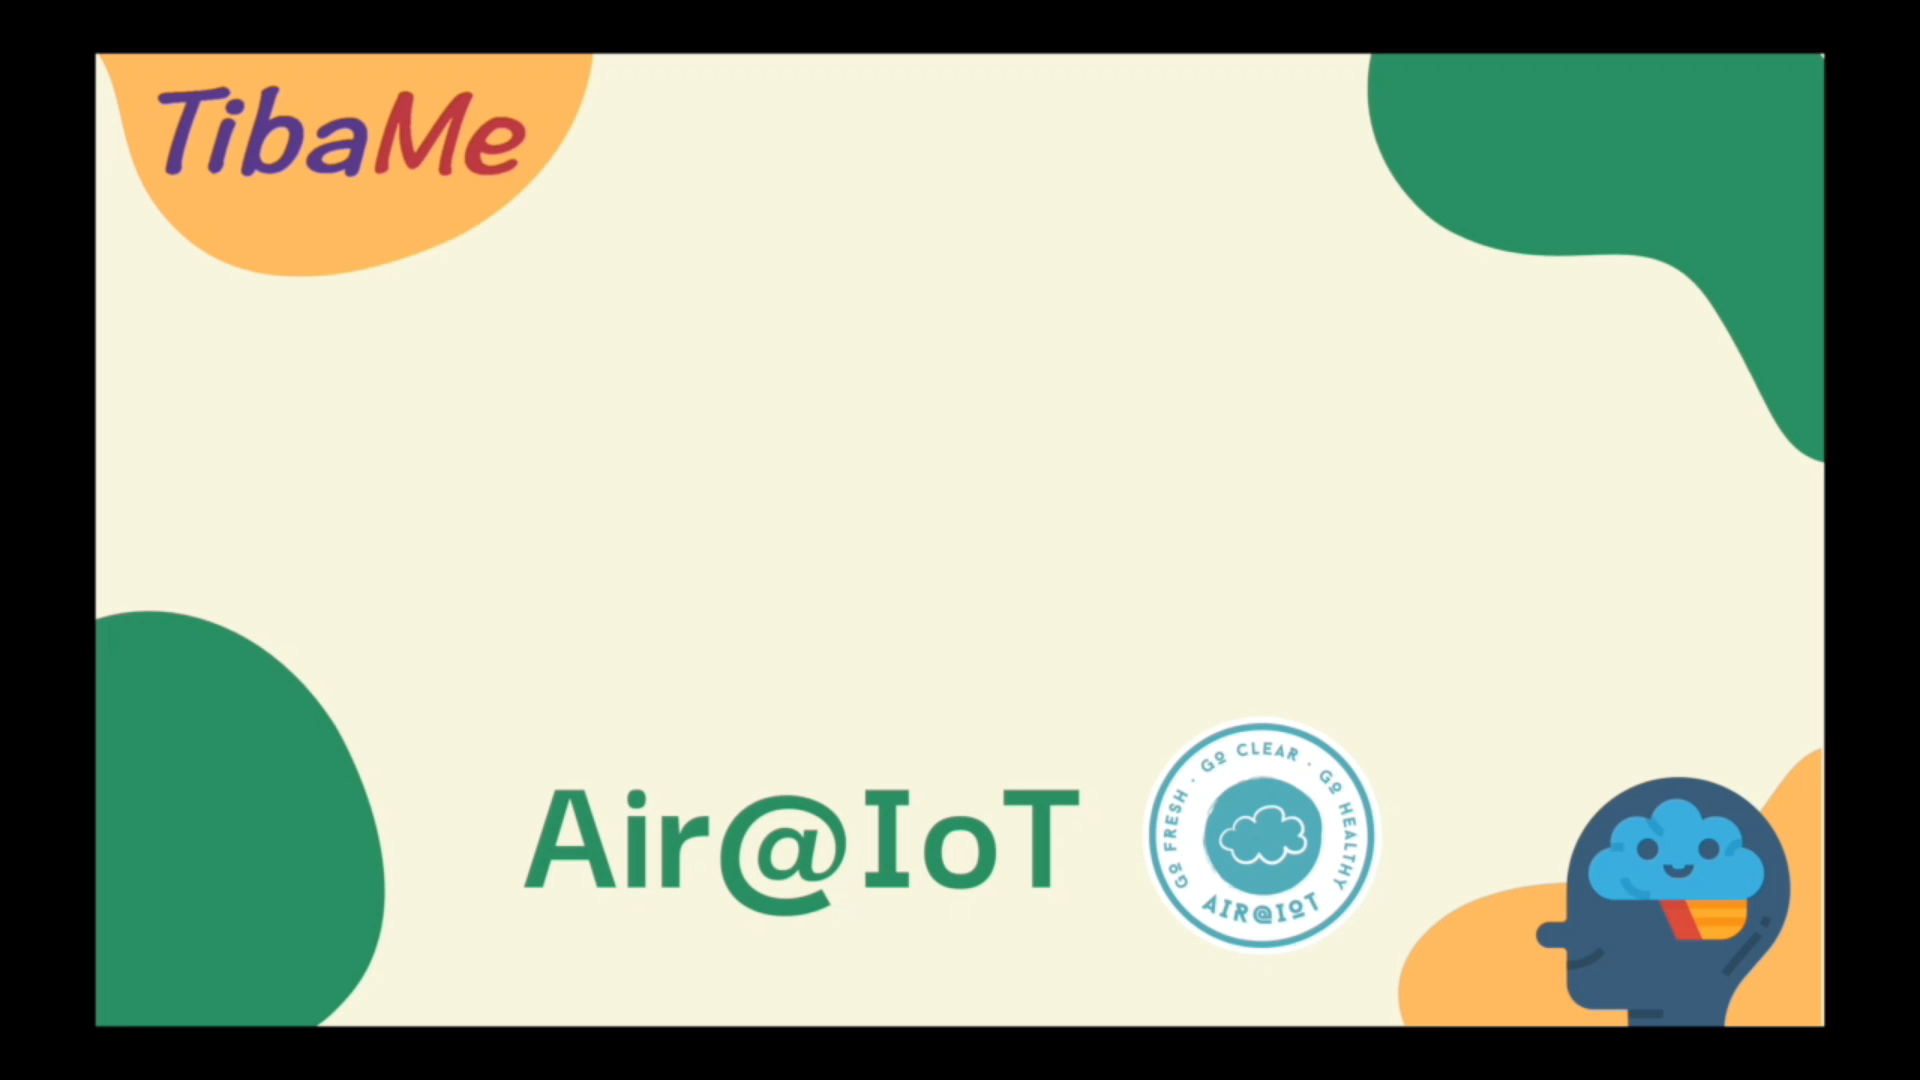 TibaMe
Air@IoT
GO FRESH · GO CLEAR · GO HEALTHY
AIR@IOT